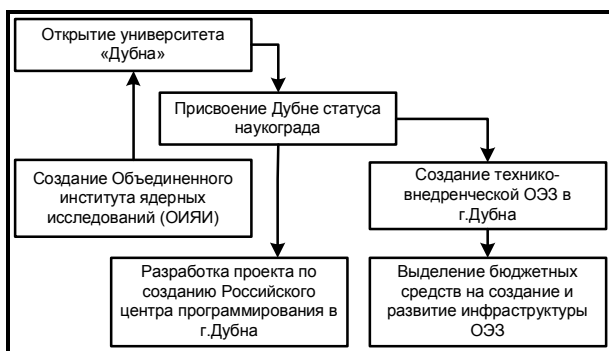 Открытие университета
«Дубна»
Присвоение Дубне статуса
наукограда
Создание Объединенного
института ядерных
исследований (ОИЯИ)
Создание технико-
внедренческой ОЭЗ в
г.Дубна
Разработка проекта по
созданию Российского
центра программирования в
г.Дубна
Выделение бюджетных
средств на создание и
развитие инфраструктуры
ОЭЗ